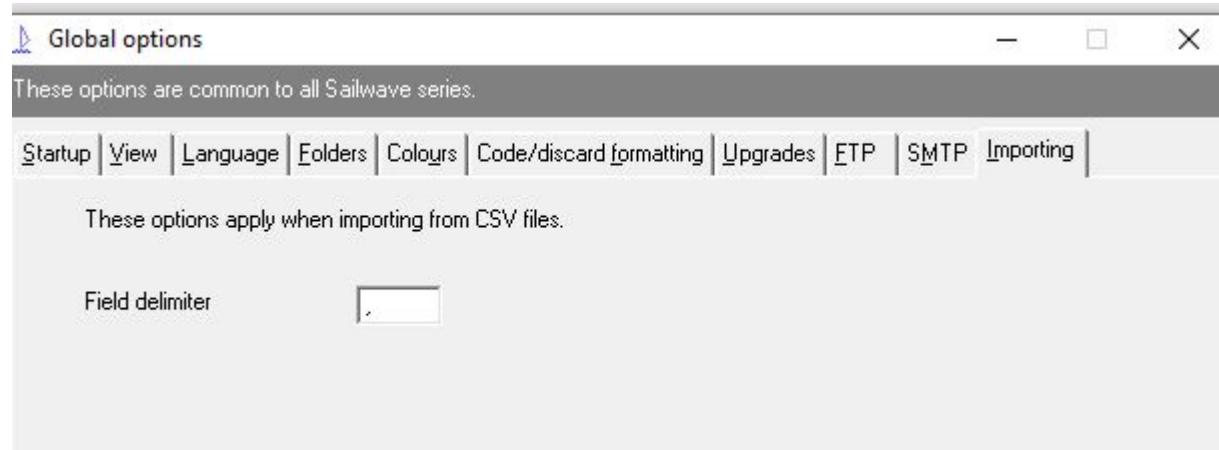 Global options
These options are common to all Sailwave series.
Startup View Language Folders Colours Code/discard formatting Upgrades FTP SMTP Importing
These options apply when importing from CSV files.
Field delimiter ,